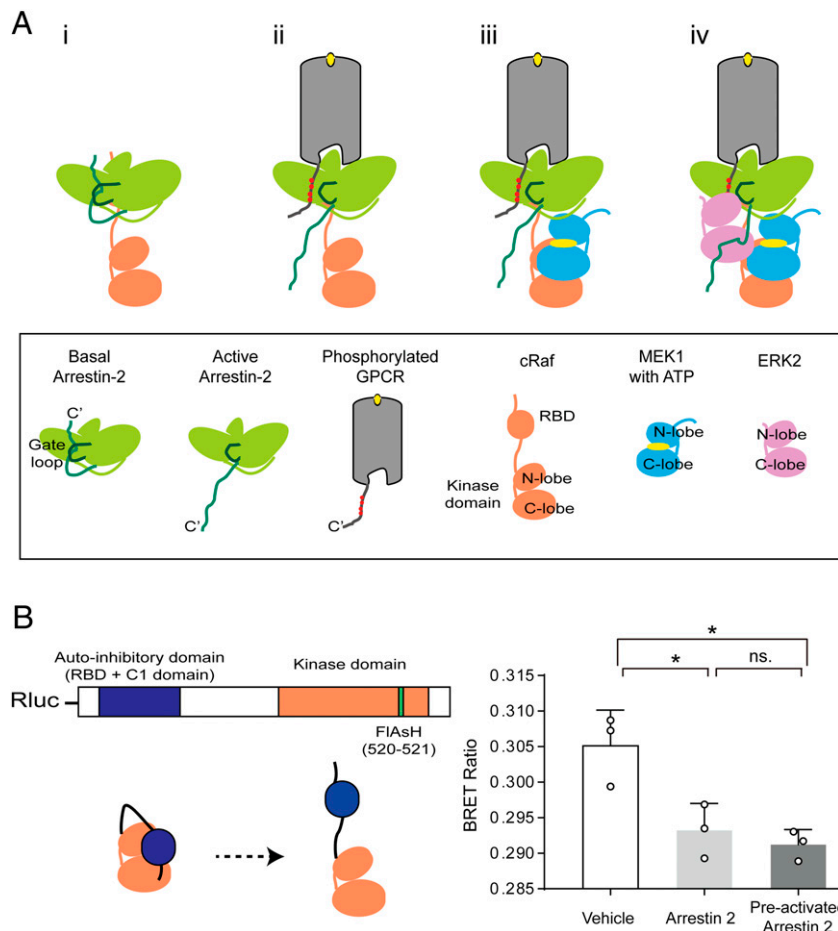 A
i
ii
iii
iv
Basal
Arrestin-2
C'
Gate
loop
Active
Arrestin-2
C'
Phosphorylated
GPCR
C'
cRaf
RBD
Kinase
domain
N-lobe
C-lobe
MEK1
with ATP
N-lobe
C-lobe
ERK2
N-lobe
C-lobe
B
Auto-inhibitory domain
(RBD + C1 domain)
Kinase domain
Rluc
FlAsH
(520-521)
*
*
ns.
BRET Ratio
0.315
0.310
0.305
0.300
0.295
0.290
0.285
Vehicle
Arrestin 2
Pre-activated
Arrestin 2